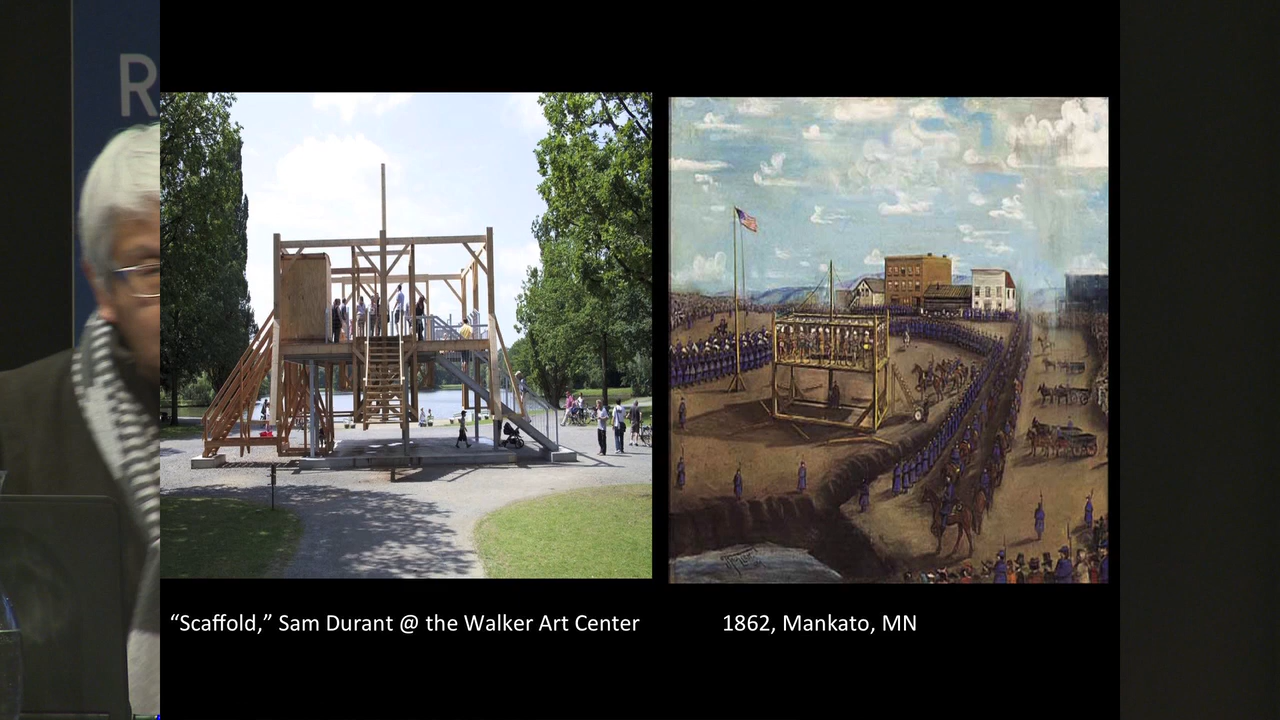 R
“Scaffold,” Sam Durant @ the Walker Art Center
1862, Mankato, MN